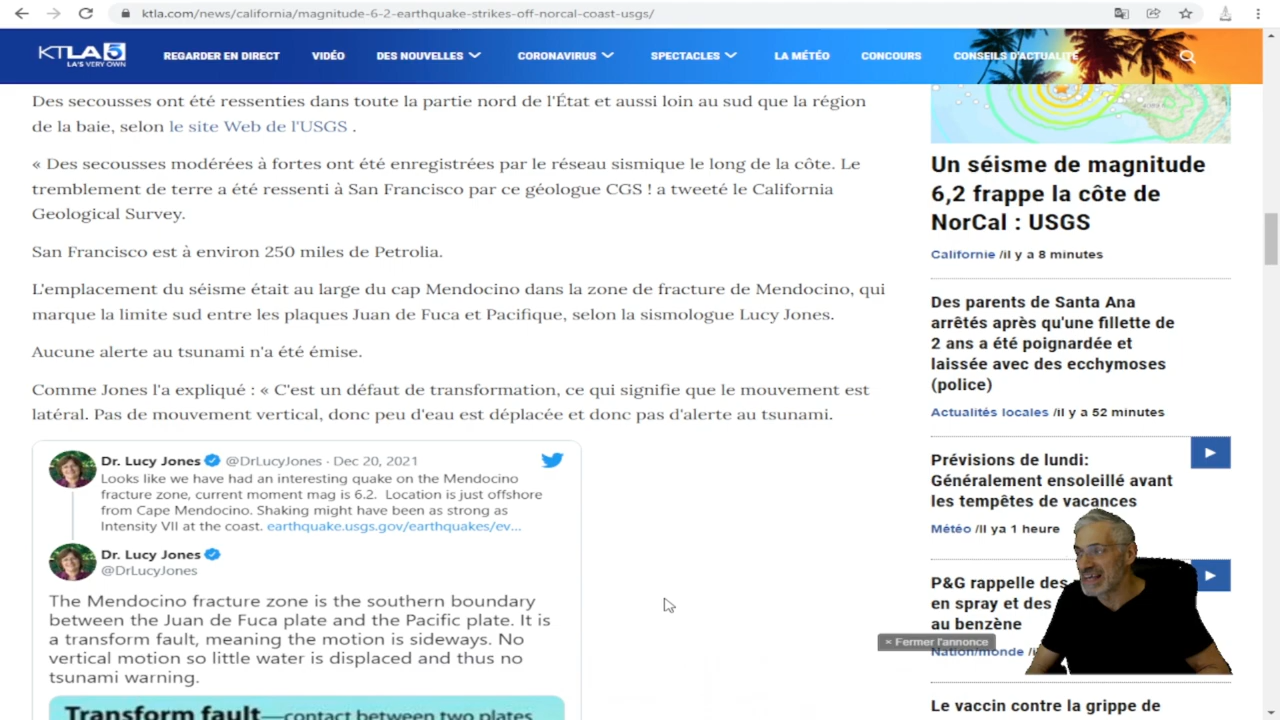 ktla.com/news/california/magnitude-6-2-earthquake-strikes-off-norcal-coast-usgs/
KTLA 5
LA'S VERY OWN
REGARDER EN DIRECT
VIDÉO
DES NOUVELLES
CORONAVIRUS
SPECTACLES
LA MÉTÉO
CONCOURS
CONSEILS D'ACTUALITÉ
Des secousses ont été ressenties dans toute la partie nord de l'État et aussi loin au sud que la région
de la baie, selon le site Web de l'USGS .
« Des secousses modérées à fortes ont été enregistrées par le réseau sismique le long de la côte. Le
tremblement de terre a été ressenti à San Francisco par ce géologue CGS ! a tweeté le California
Geological Survey.
San Francisco est à environ 250 miles de Petrolia.
L'emplacement du séisme était au large du cap Mendocino dans la zone de fracture de Mendocino, qui
marque la limite sud entre les plaques Juan de Fuca et Pacifique, selon la sismologue Lucy Jones.
Aucune alerte au tsunami n'a été émise.
Comme Jones l'a expliqué : « C'est un défaut de transformation, ce qui signifie que le mouvement est
latéral. Pas de mouvement vertical, donc peu d'eau est déplacée et donc pas d'alerte au tsunami.
Dr. Lucy Jones @DrLucyJones · Dec 20, 2021
Looks like we have had an interesting quake on the Mendocino
fracture zone, current moment mag is 6.2. Location is just offshore
from Cape Mendocino. Shaking might have been as strong as
Intensity VII at the coast. earthquake.usgs.gov/earthquakes/ev...
Dr. Lucy Jones
@DrLucyJones
The Mendocino fracture zone is the southern boundary
between the Juan de Fuca plate and the Pacific plate. It is
a transform fault, meaning the motion is sideways. No
vertical motion so little water is displaced and thus no
tsunami warning.
Transform fault—contact between two plates
Un séisme de magnitude
6,2 frappe la côte de
NorCal : USGS
Californie /il y a 8 minutes
Des parents de Santa Ana
arrêtés après qu'une fillette de
2 ans a été poignardée et
laissée avec des ecchymoses
(police)
Actualités locales /il y a 52 minutes
Prévisions de lundi:
Généralement ensoleillé avant
les tempêtes de vacances
Météo /il ya 1 heure
P&G rappelle des
en spray et des
au benzène
× Fermer l'annonce
Nation/monde /i
Le vaccin contre la grippe de